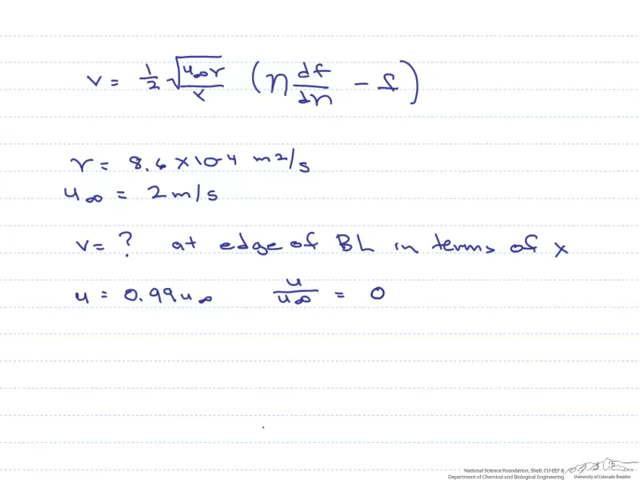 v = 1/2 √(u∞r/x) (η df/dη - f)
r = 8.6 x 10-4 m2/s
u∞ = 2 m/s
v = ? at edge of BL in terms of x
u = 0.99u∞ u/u∞ = 0
National Science Foundation, Shell, CU-EEF &
Department of Chemical and Biological Engineering
University of Colorado Boulder